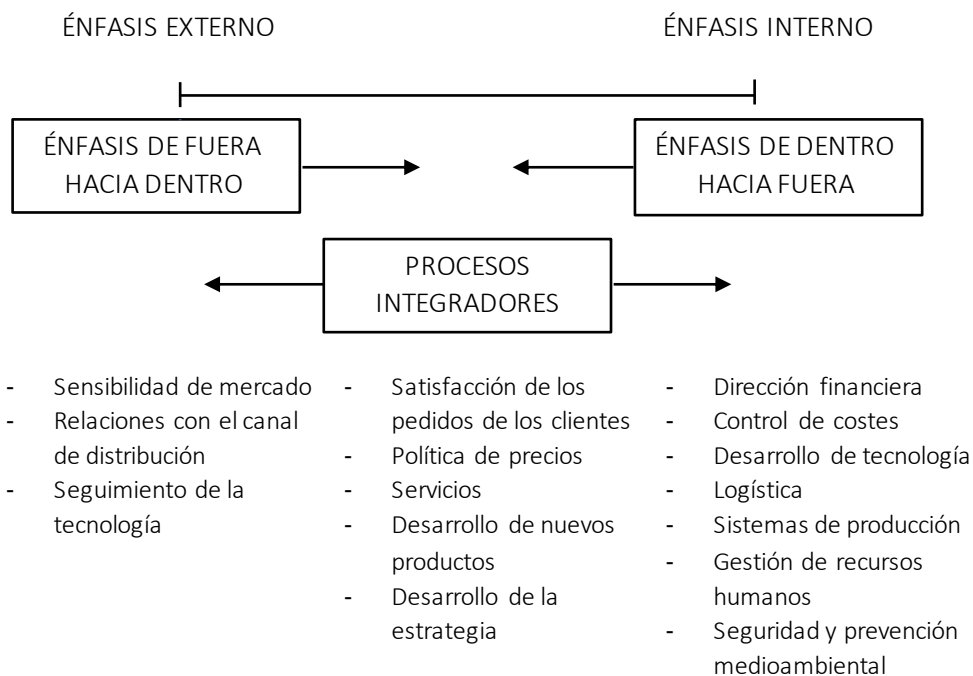 ÉNFASIS EXTERNO
ÉNFASIS INTERNO
ÉNFASIS DE FUERA
HACIA DENTRO
ÉNFASIS DE DENTRO
HACIA FUERA
PROCESOS
INTEGRADORES
- Sensibilidad de mercado
- Relaciones con el canal
de distribución
- Seguimiento de la
tecnología
- Satisfacción de los
pedidos de los clientes
- Política de precios
- Servicios
- Desarrollo de nuevos
productos
- Desarrollo de la
estrategia
- Dirección financiera
- Control de costes
- Desarrollo de tecnología
- Logística
- Sistemas de producción
- Gestión de recursos
humanos
- Seguridad y prevención
medioambiental